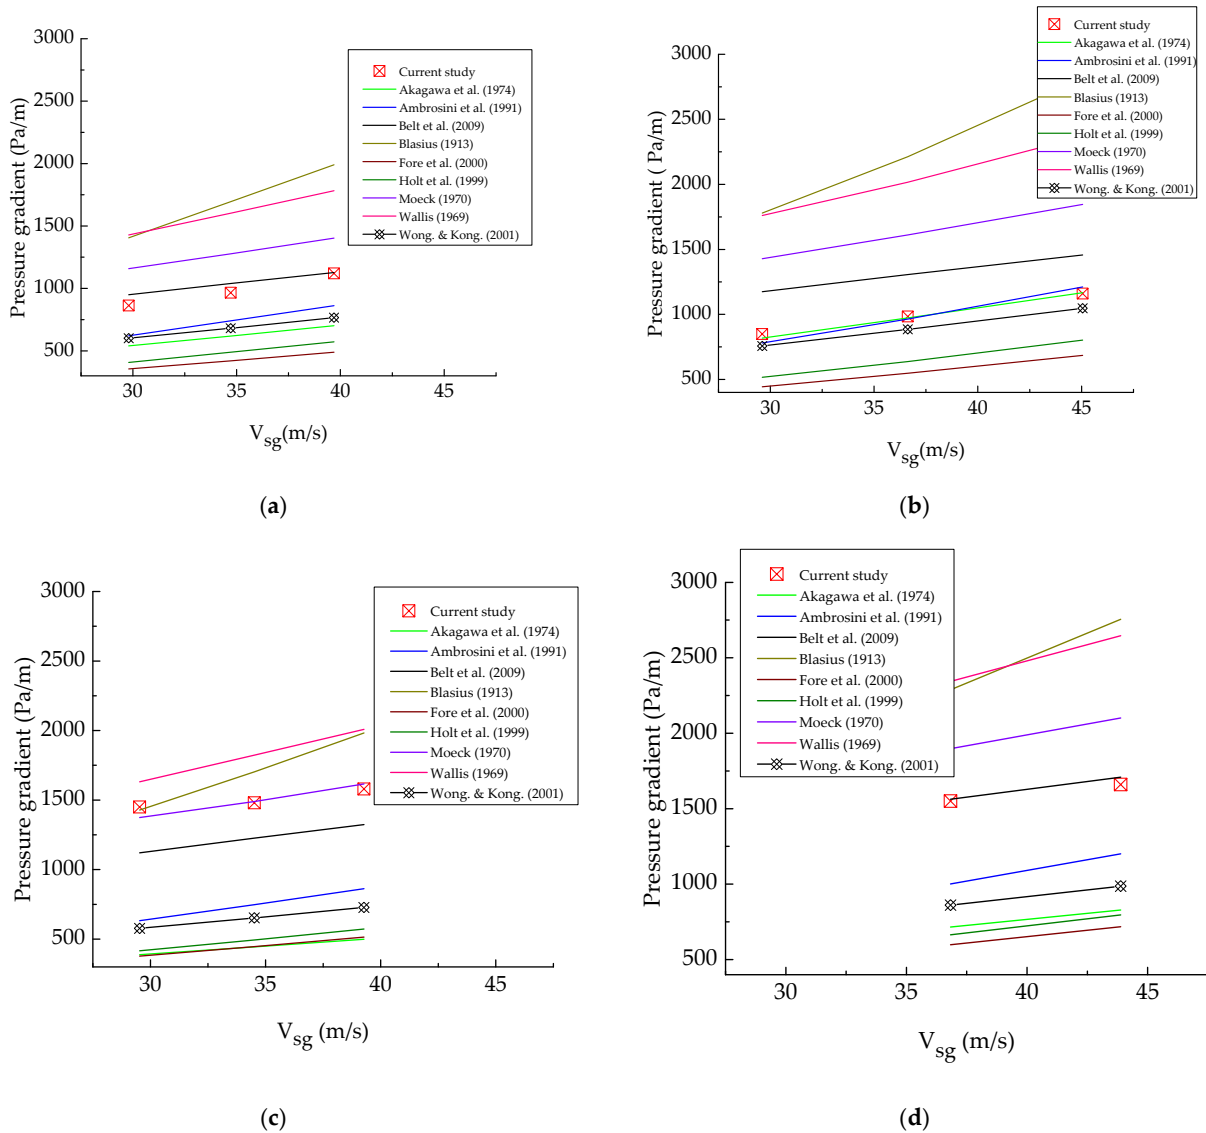 3000
2500
2000
1500
1000
500
30
35
40
45
Pressure gradient (Pa/m)
V_sg(m/s)
Current study
Akagawa et al. (1974)
Ambrosini et al. (1991)
Belt et al. (2009)
Blasius (1913)
Fore et al. (2000)
Holt et al. (1999)
Moeck (1970)
Wallis (1969)
Wong. & Kong. (2001)
(a)
3000
2500
2000
1500
1000
500
30
35
40
45
Pressure gradient ( Pa/m)
V_sg(m/s)
Current study
Akagawa et al. (1974)
Ambrosini et al. (1991)
Belt et al. (2009)
Blasius (1913)
Fore et al. (2000)
Holt et al. (1999)
Moeck (1970)
Wallis (1969)
Wong. & Kong. (2001)
(b)
3000
2500
2000
1500
1000
500
30
35
40
45
Pressure gradient (Pa/m)
V_sg (m/s)
Current study
Akagawa et al. (1974)
Ambrosini et al. (1991)
Belt et al. (2009)
Blasius (1913)
Fore et al. (2000)
Holt et al. (1999)
Moeck (1970)
Wallis (1969)
Wong. & Kong. (2001)
(c)
3000
2500
2000
1500
1000
500
30
35
40
45
Pressure gradient (Pa/m)
V_sg (m/s)
Current study
Akagawa et al. (1974)
Ambrosini et al. (1991)
Belt et al. (2009)
Blasius (1913)
Fore et al. (2000)
Holt et al. (1999)
Moeck (1970)
Wallis (1969)
Wong. & Kong. (2001)
(d)